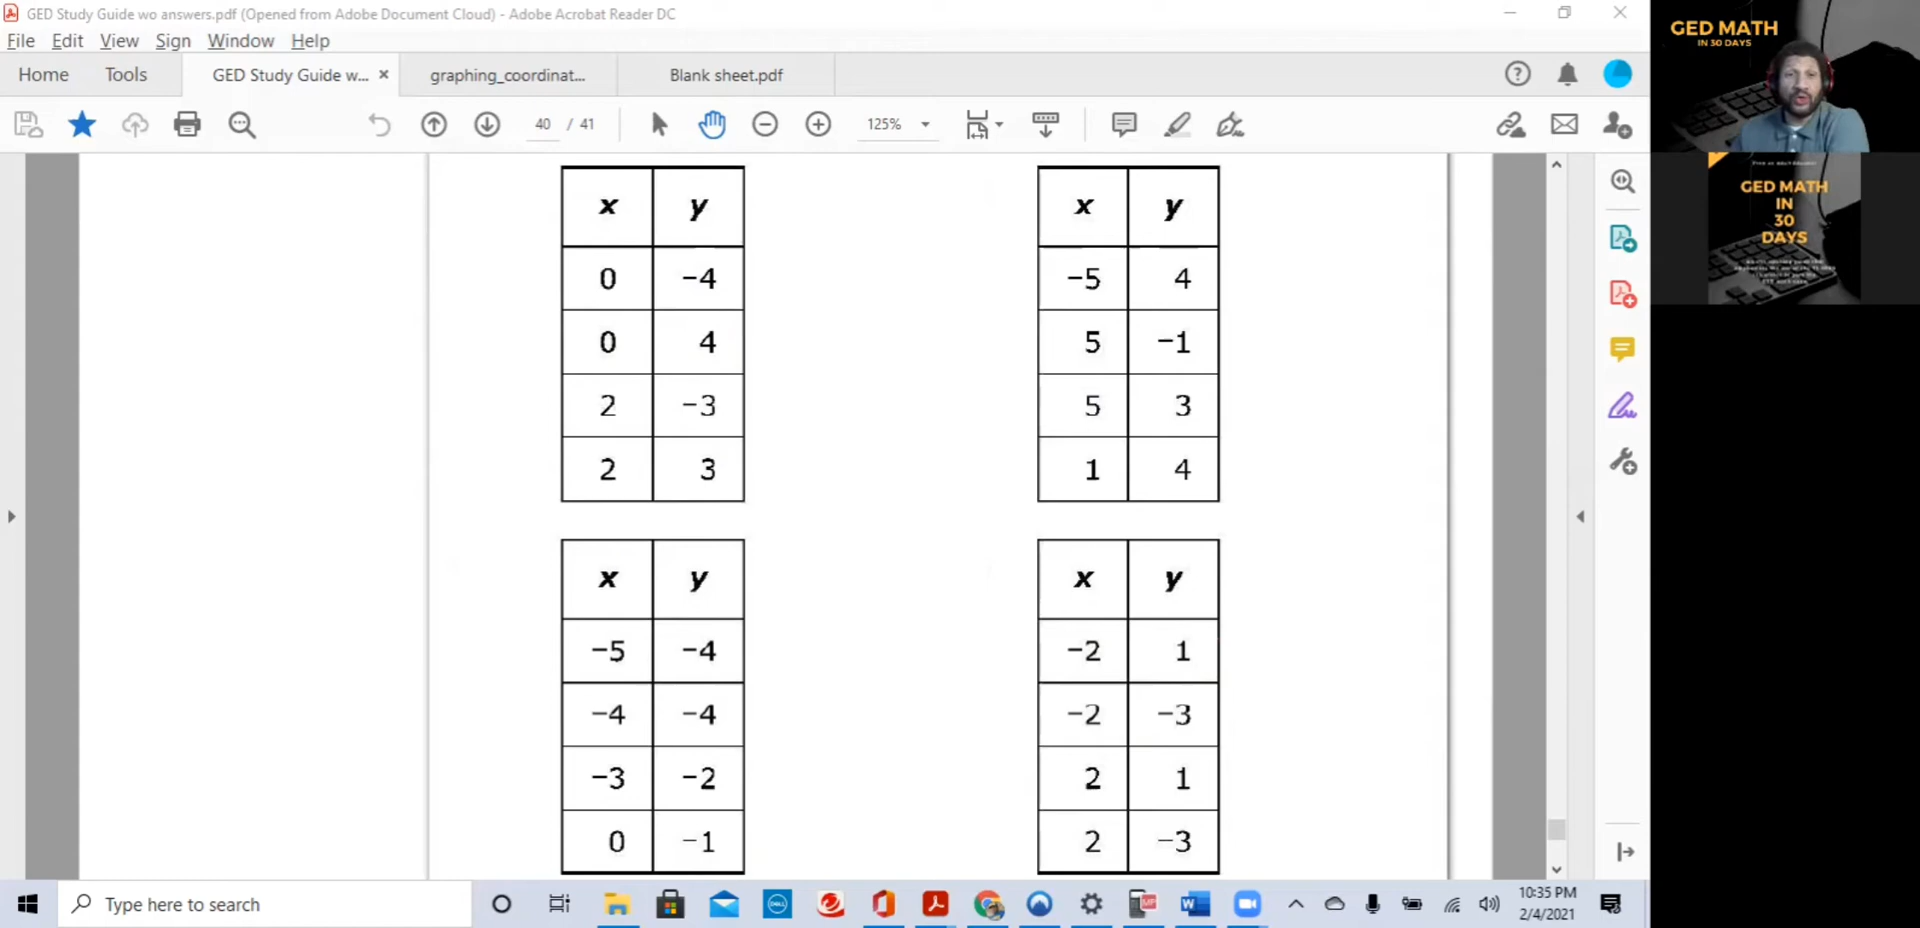 GED Study Guide wo answers.pdf (Opened from Adobe Document Cloud) - Adobe Acrobat Reader DC
File Edit View Sign Window Help
Home Tools GED Study Guide w... × graphing_coordinat... Blank sheet.pdf
40 / 41 125%
x y
0 −4
0 4
2 −3
2 3
x y
−5 4
5 −1
5 3
1 4
x y
−5 −4
−4 −4
−3 −2
0 −1
x y
−2 1
−2 −3
2 1
2 −3
GED MATH
IN 30 DAYS
GED MATH
IN
30
DAYS
Type here to search
DELL
10:35 PM
2/4/2021